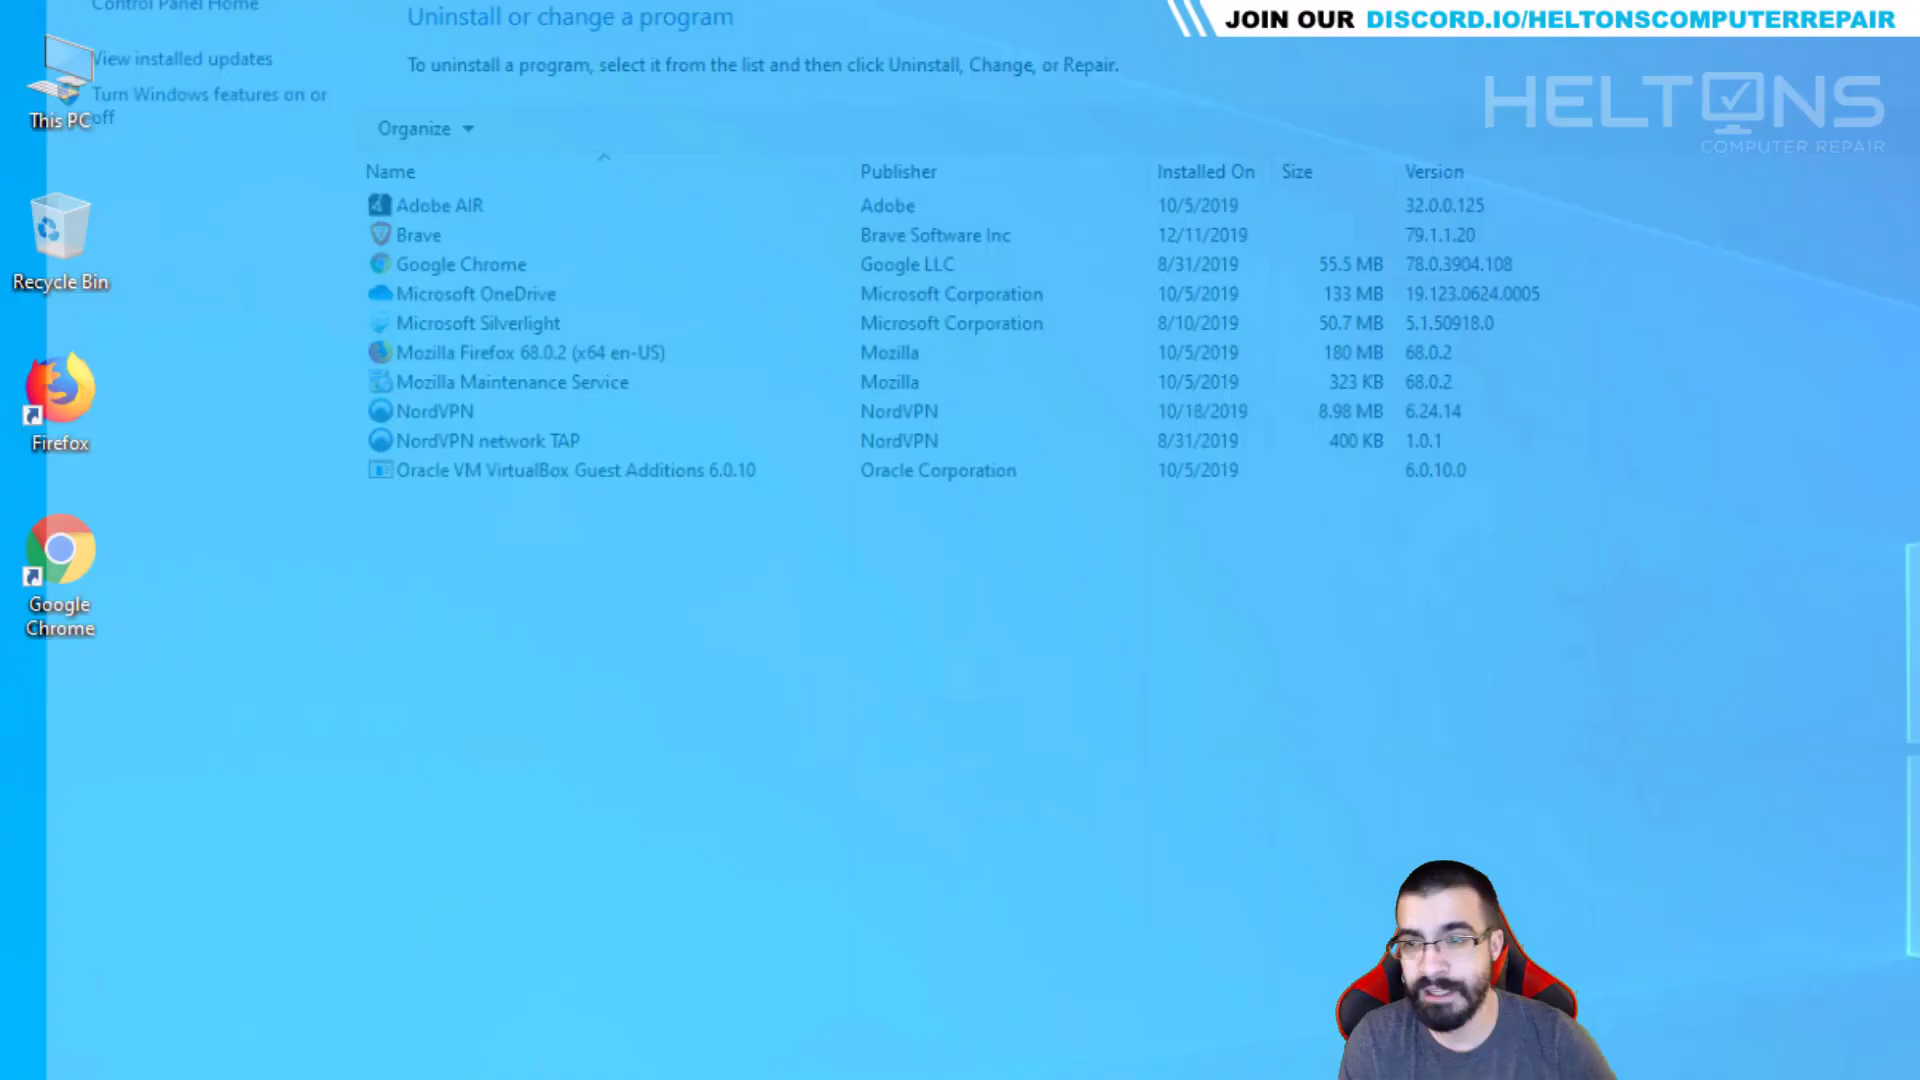 Control Panel Home
Uninstall or change a program
JOIN OUR DISCORD.IO/HELTONSCOMPUTERREPAIR
View installed updates
To uninstall a program, select it from the list and then click Uninstall, Change, or Repair.
Turn Windows features on or
off
This PC
HELTONS
COMPUTER REPAIR
Organize
Name Publisher Installed On Size Version
Adobe AIR Adobe 10/5/2019 32.0.0.125
Brave Brave Software Inc 12/11/2019 79.1.1.20
Google Chrome Google LLC 8/31/2019 55.5 MB 78.0.3904.108
Microsoft OneDrive Microsoft Corporation 10/5/2019 133 MB 19.123.0624.0005
Microsoft Silverlight Microsoft Corporation 8/10/2019 50.7 MB 5.1.50918.0
Mozilla Firefox 68.0.2 (x64 en-US) Mozilla 10/5/2019 180 MB 68.0.2
Mozilla Maintenance Service Mozilla 10/5/2019 323 KB 68.0.2
NordVPN NordVPN 10/18/2019 8.98 MB 6.24.14
NordVPN network TAP NordVPN 8/31/2019 400 KB 1.0.1
Oracle VM VirtualBox Guest Additions 6.0.10 Oracle Corporation 10/5/2019 6.0.10.0
Recycle Bin
Firefox
Google
Chrome